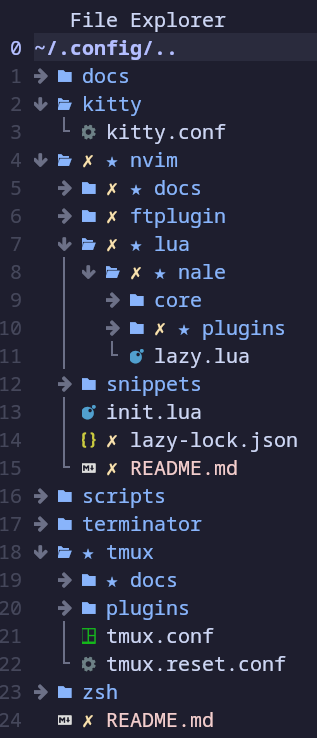 File Explorer
0 ~/.config/..
1 docs
2 kitty
3 kitty.conf
4 ✗ ★ nvim
5 ✗ ★ docs
6 ✗ ★ ftplugin
7 ✗ ★ lua
8 ✗ ★ nale
9 core
10 ✗ ★ plugins
11 lazy.lua
12 snippets
13 init.lua
14 {} ✗ lazy-lock.json
15 ✗ README.md
16 scripts
17 terminator
18 ★ tmux
19 ★ docs
20 plugins
21 tmux.conf
22 tmux.reset.conf
23 zsh
24 ✗ README.md